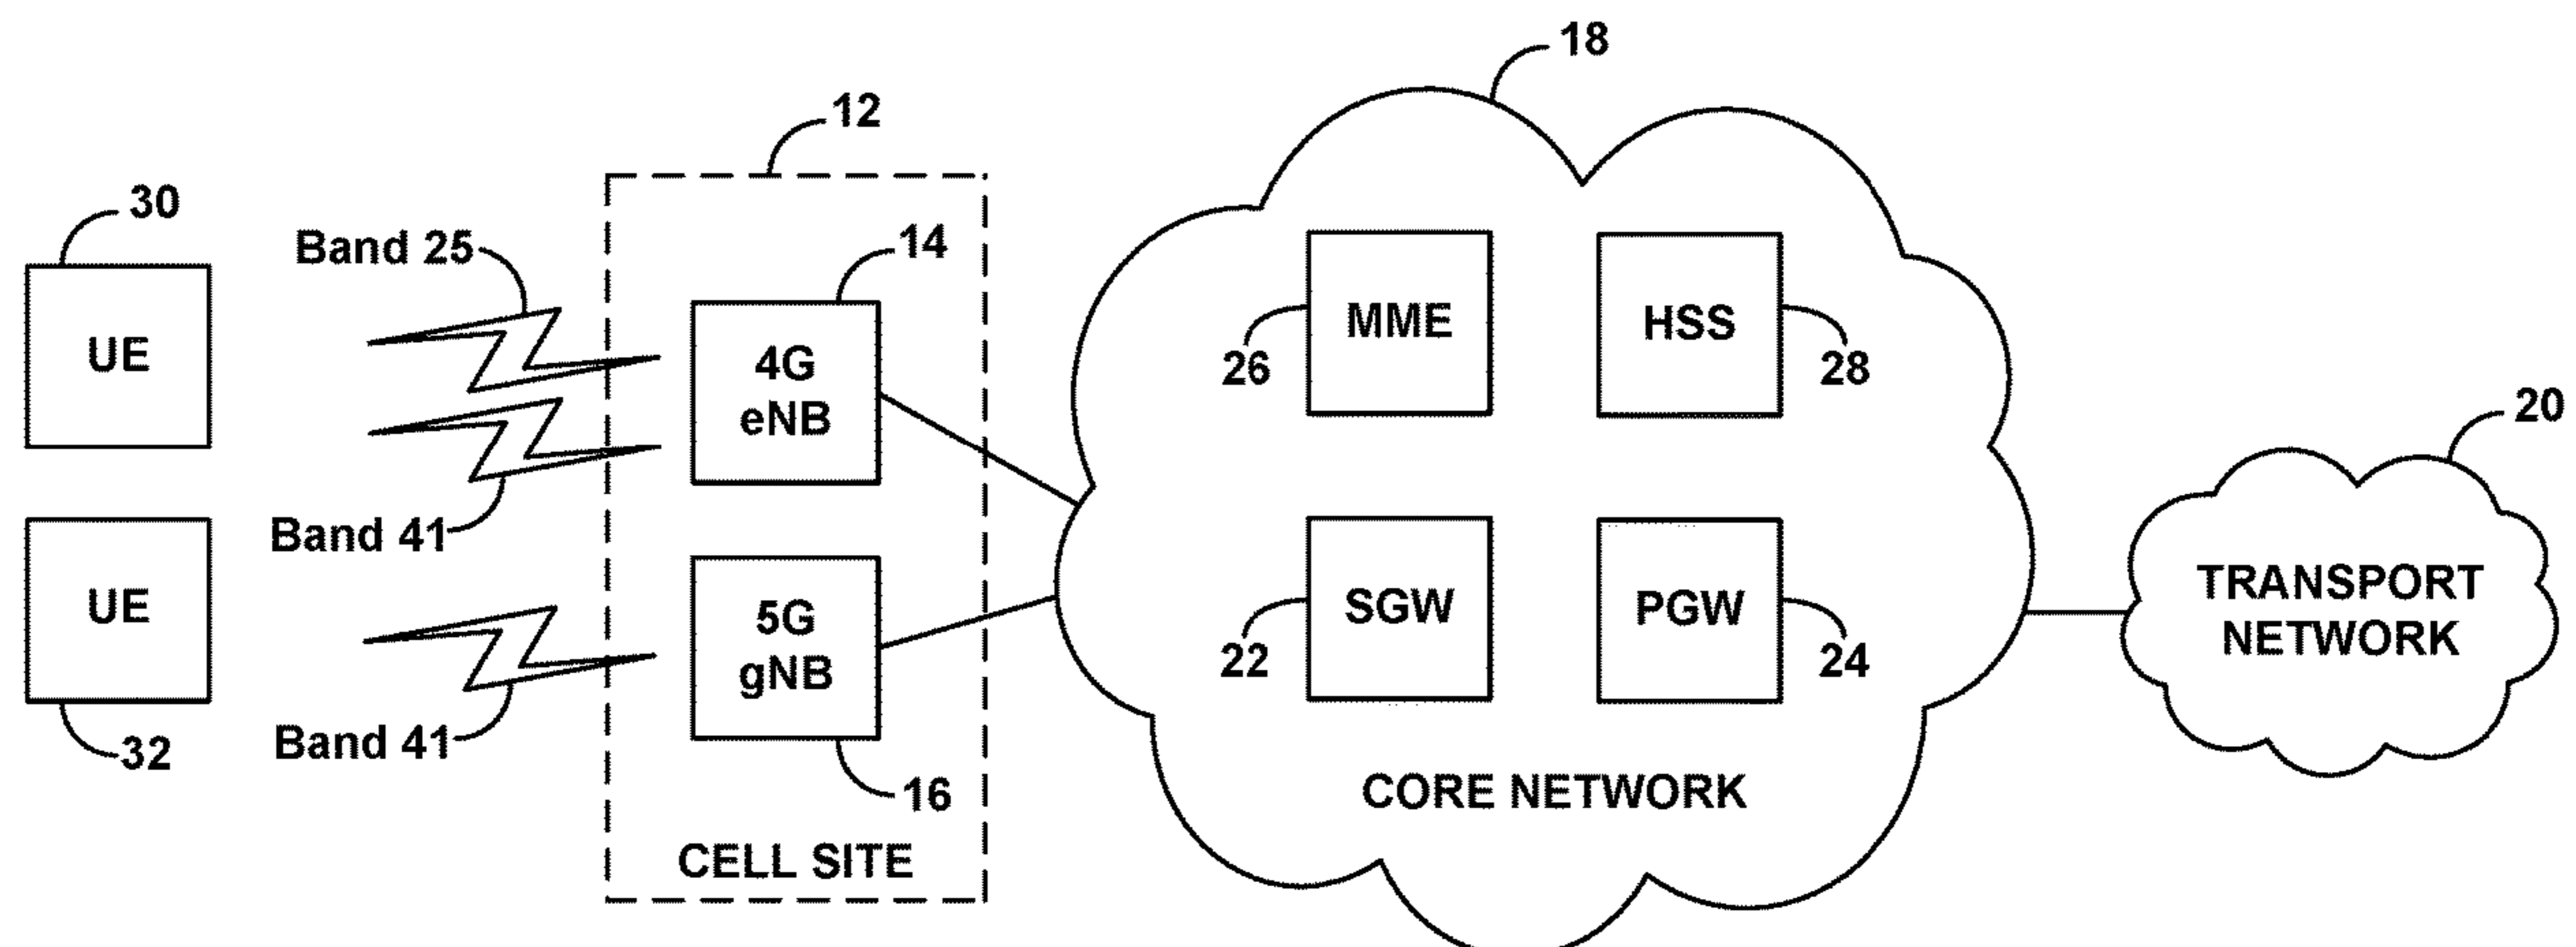 18
12
30
Band 25
14
UE
4G
eNB
MME
HSS
26
28
20
Band 41
UE
5G
gNB
SGW
PGW
TRANSPORT
NETWORK
22
24
Band 41
32
16
CORE NETWORK
CELL SITE